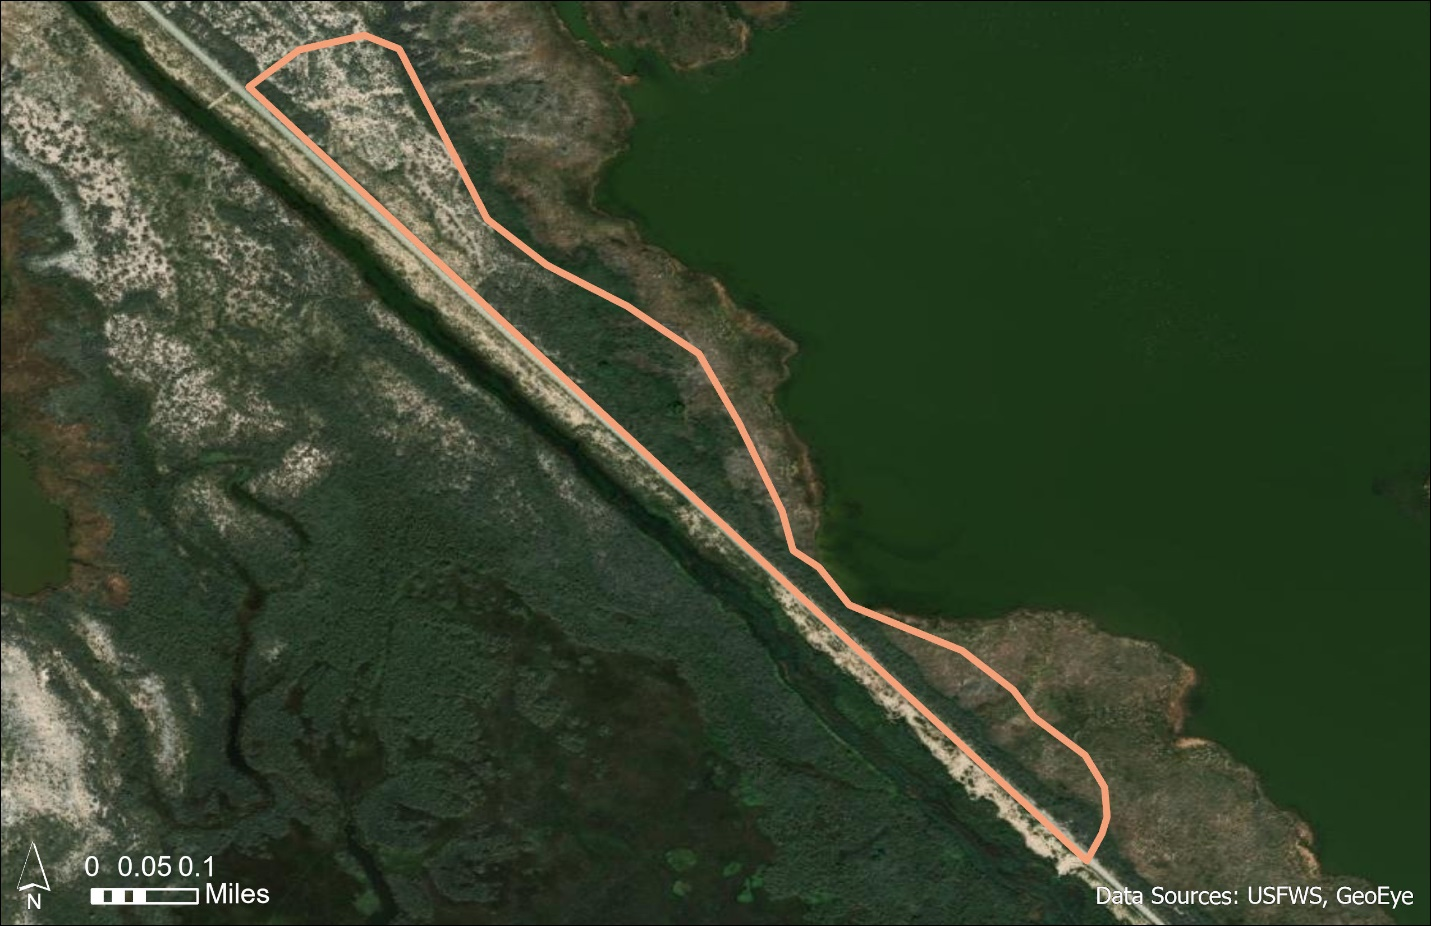 0 0.05 0.1
Miles
N
Data Sources: USFWS, GeoEye